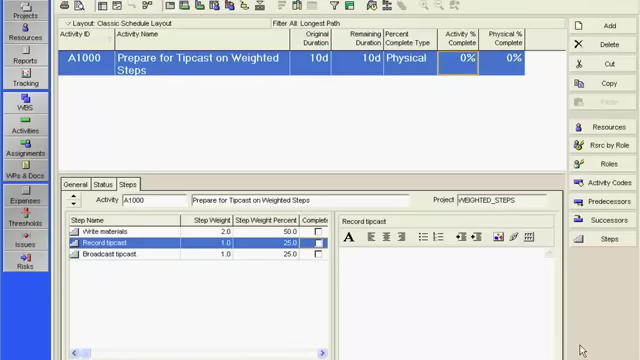 Projects
Resources
Reports
Tracking
WBS
Activities
Assignments
WPs & Docs
Expenses
Thresholds
Issues
Risks
Layout: Classic Schedule Layout
Filter All: Longest Path
Activity ID
Activity Name
Original Duration
Remaining Duration
Percent Complete Type
Activity % Complete
Physical % Complete
A1000
Prepare for Tipcast on Weighted Steps
10d
10d
Physical
0%
0%
General
Status
Steps
Activity
A1000
Prepare for Tipcast on Weighted Steps
Project
WEIGHTED_STEPS
Step Name
Step Weight
Step Weight Percent
Complete
Write materials
2.0
50.0
Record tipcast
1.0
25.0
Broadcast tipcast.
1.0
25.0
Record tipcast
A
Add
Delete
Cut
Copy
Paste
Resources
Rsrc by Role
Roles
Activity Codes
Predecessors
Successors
Steps